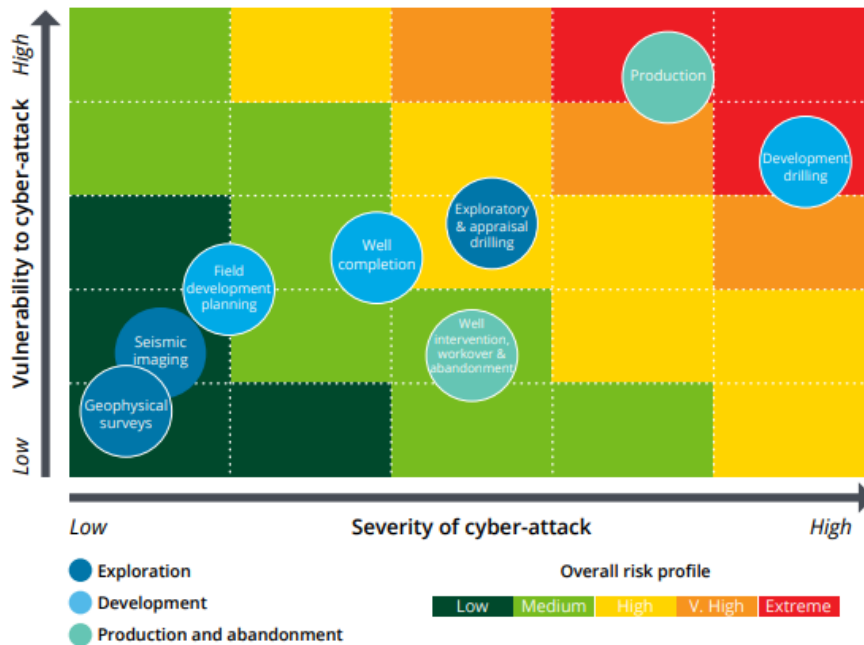 High
Vulnerability to cyber-attack
Low
Production
Development
drilling
Exploratory
& appraisal
drilling
Well
completion
Field
development
planning
Well
intervention,
workover &
abandonment
Seismic
imaging
Geophysical
surveys
Low
Severity of cyber-attack
High
Exploration
Development
Production and abandonment
Overall risk profile
Low
Medium
High
V. High
Extreme